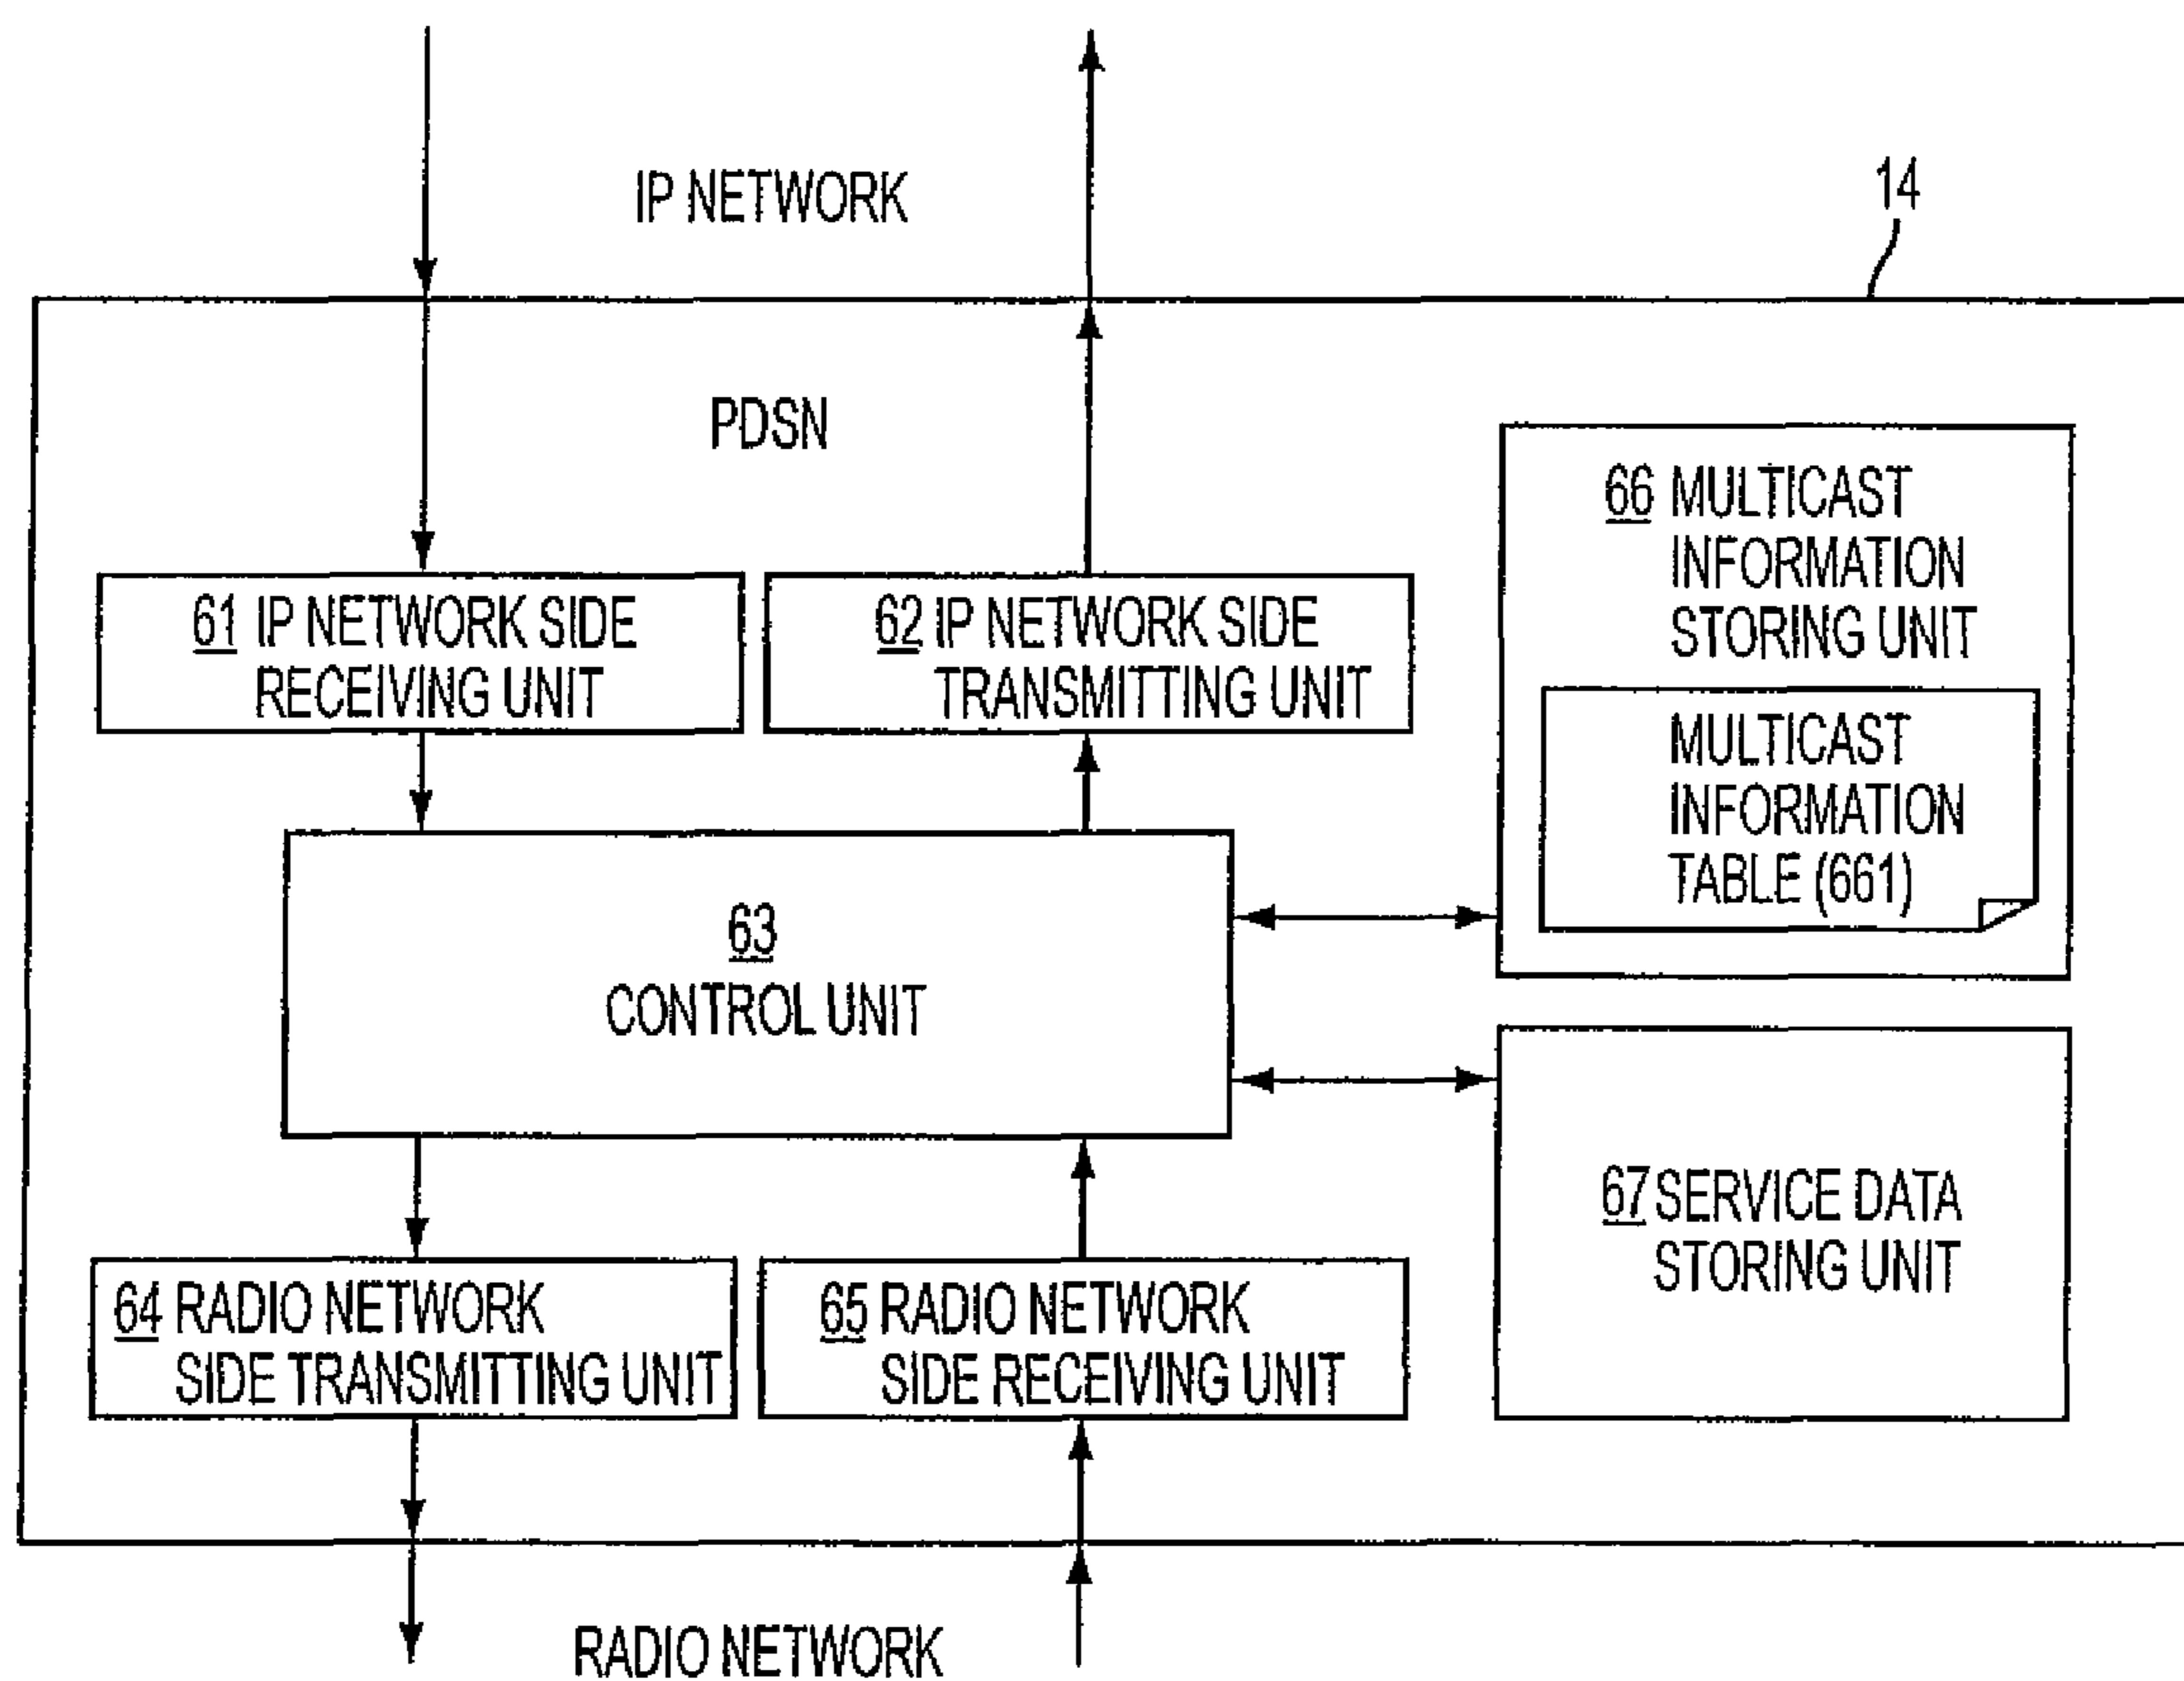 IP NETWORK
14
PDSN
61 IP NETWORK SIDE
RECEIVING UNIT
62 IP NETWORK SIDE
TRANSMITTING UNIT
66 MULTICAST
INFORMATION
STORING UNIT
MULTICAST
INFORMATION
TABLE (661)
63
CONTROL UNIT
67 SERVICE DATA
STORING UNIT
64 RADIO NETWORK
SIDE TRANSMITTING UNIT
65 RADIO NETWORK
SIDE RECEIVING UNIT
RADIO NETWORK